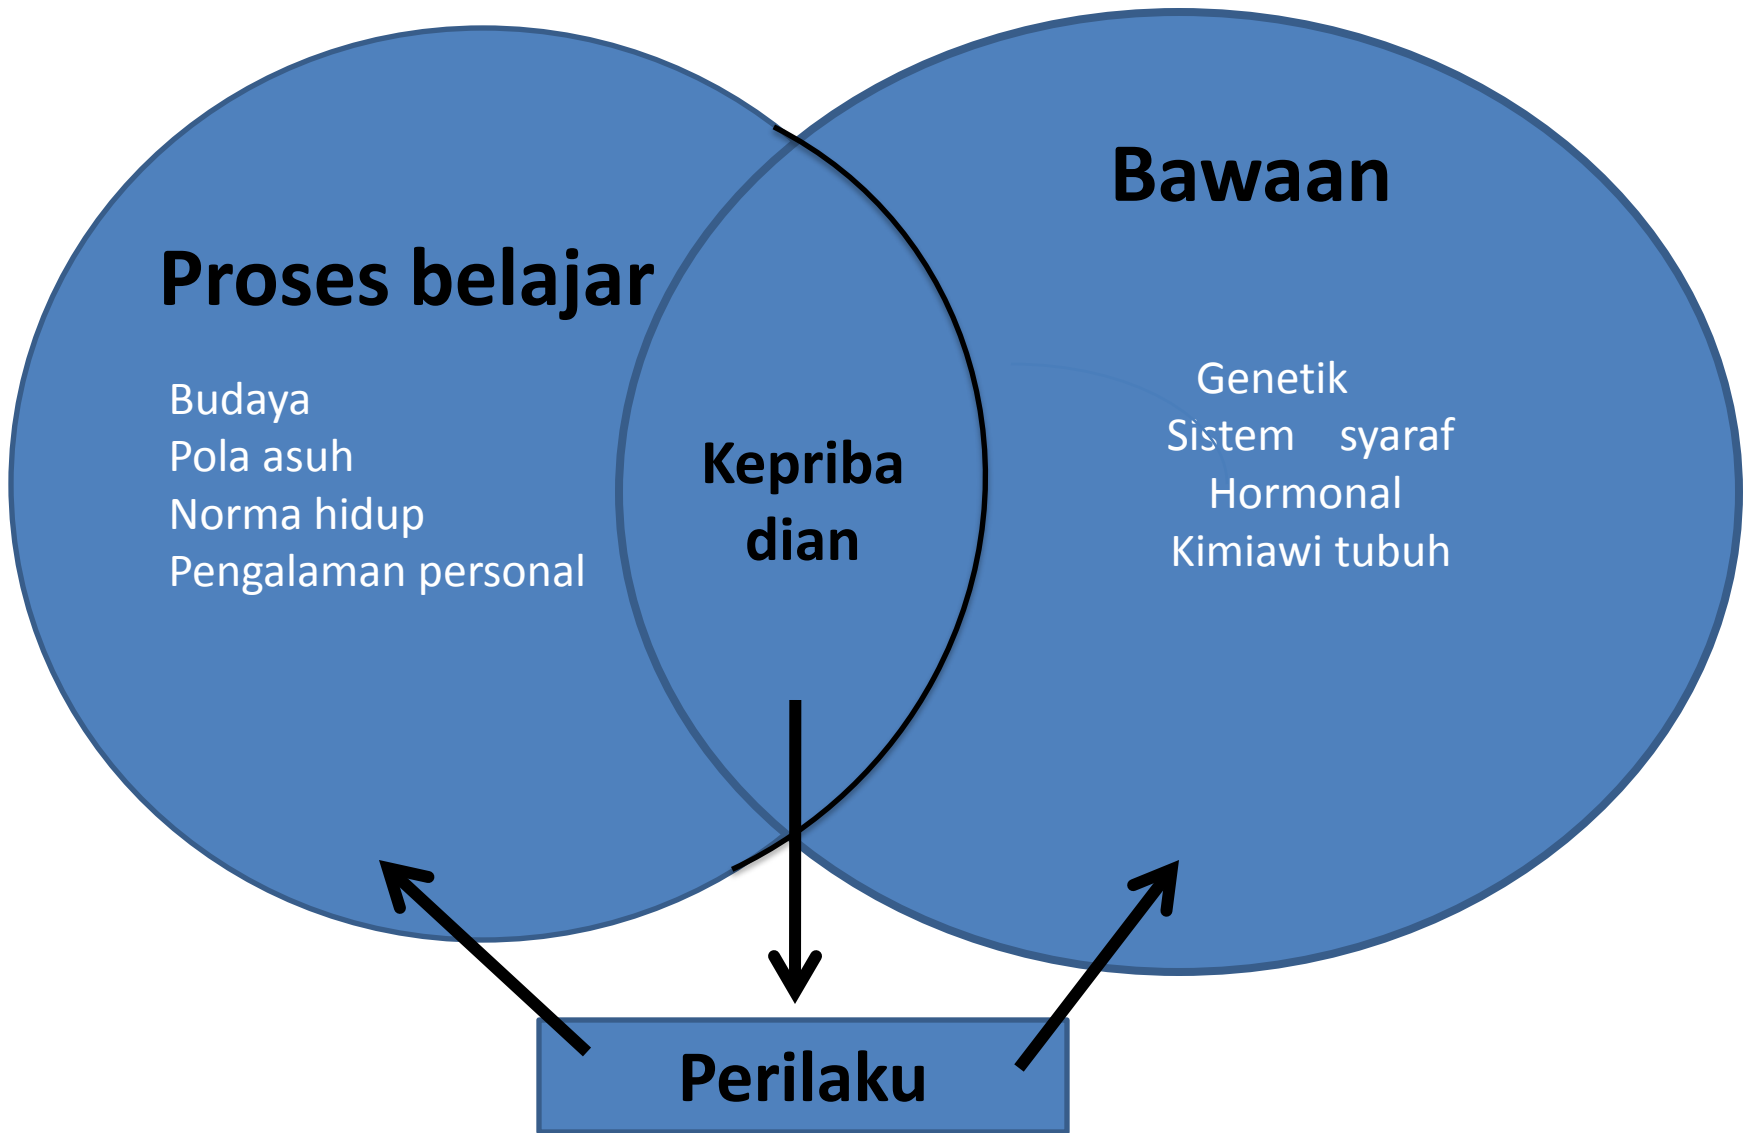 Proses belajar
Budaya
Pola asuh
Norma hidup
Pengalaman personal
Kepriba
dian
Bawaan
Genetik
Sistem syaraf
Hormonal
Kimiawi tubuh
Perilaku